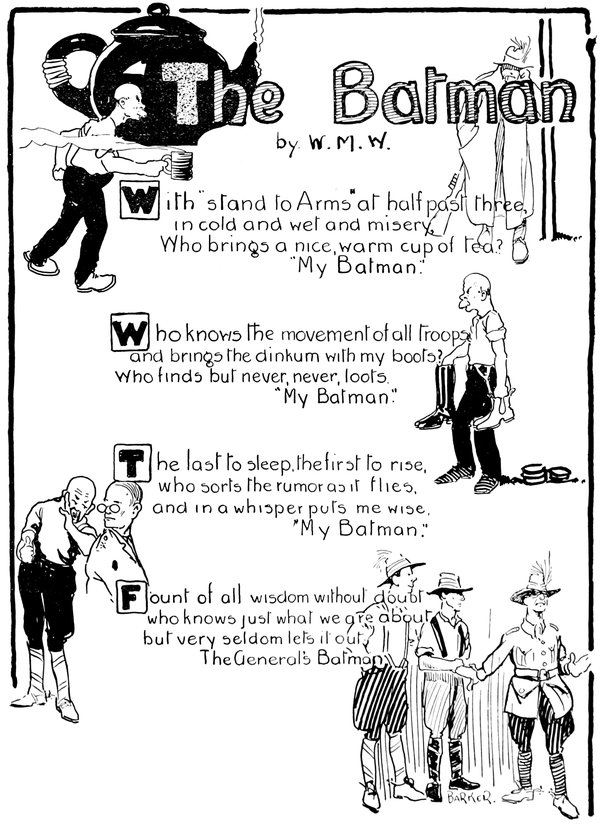 The Batman
by W. M. W.
With "stand to Arms" at half past three,
in cold and wet and misery,
Who brings a nice, warm cup of tea?
"My Batman."
Who knows the movement of all troops
and brings the dinkum with my boots?
Who finds but never, never, loots.
"My Batman."
The last to sleep, the first to rise,
who sorts the rumor as it flies,
and in a whisper puts me wise.
"My Batman."
Fount of all wisdom without doubt
who knows just what we are about
but very seldom lets it out,
The General's Batman.
BARKER.